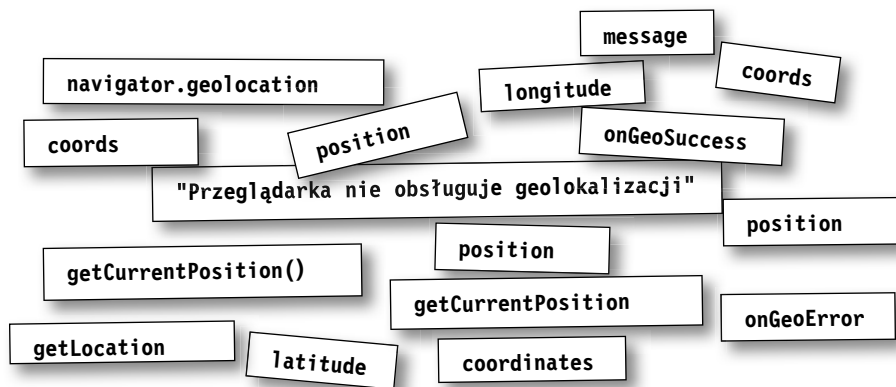 message
coords
navigator.geolocation
longitude
position
onGeoSuccess
coords
"Przeglądarka nie obsługuje geolokalizacji"
position
position
getCurrentPosition()
getCurrentPosition
onGeoError
getLocation
latitude
coordinates